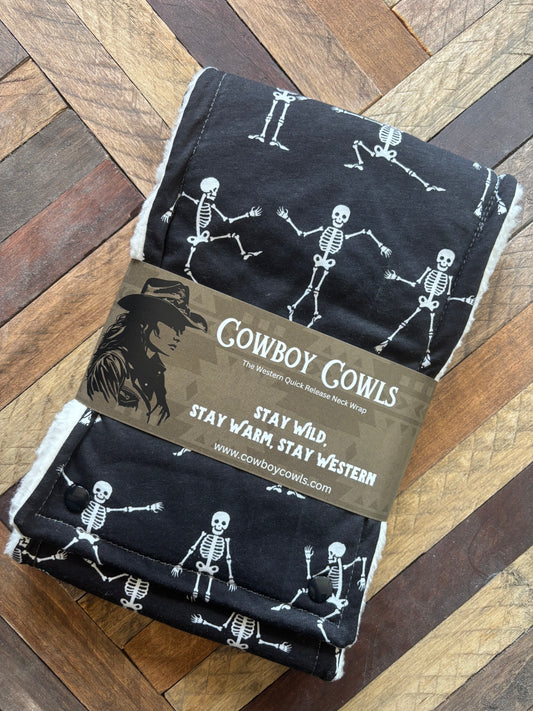 COWBOY COWLS
The Western Quick Release Neck Wrap
STAY WILD,
STAY WARM, STAY WESTERN
www.cowboycowls.com